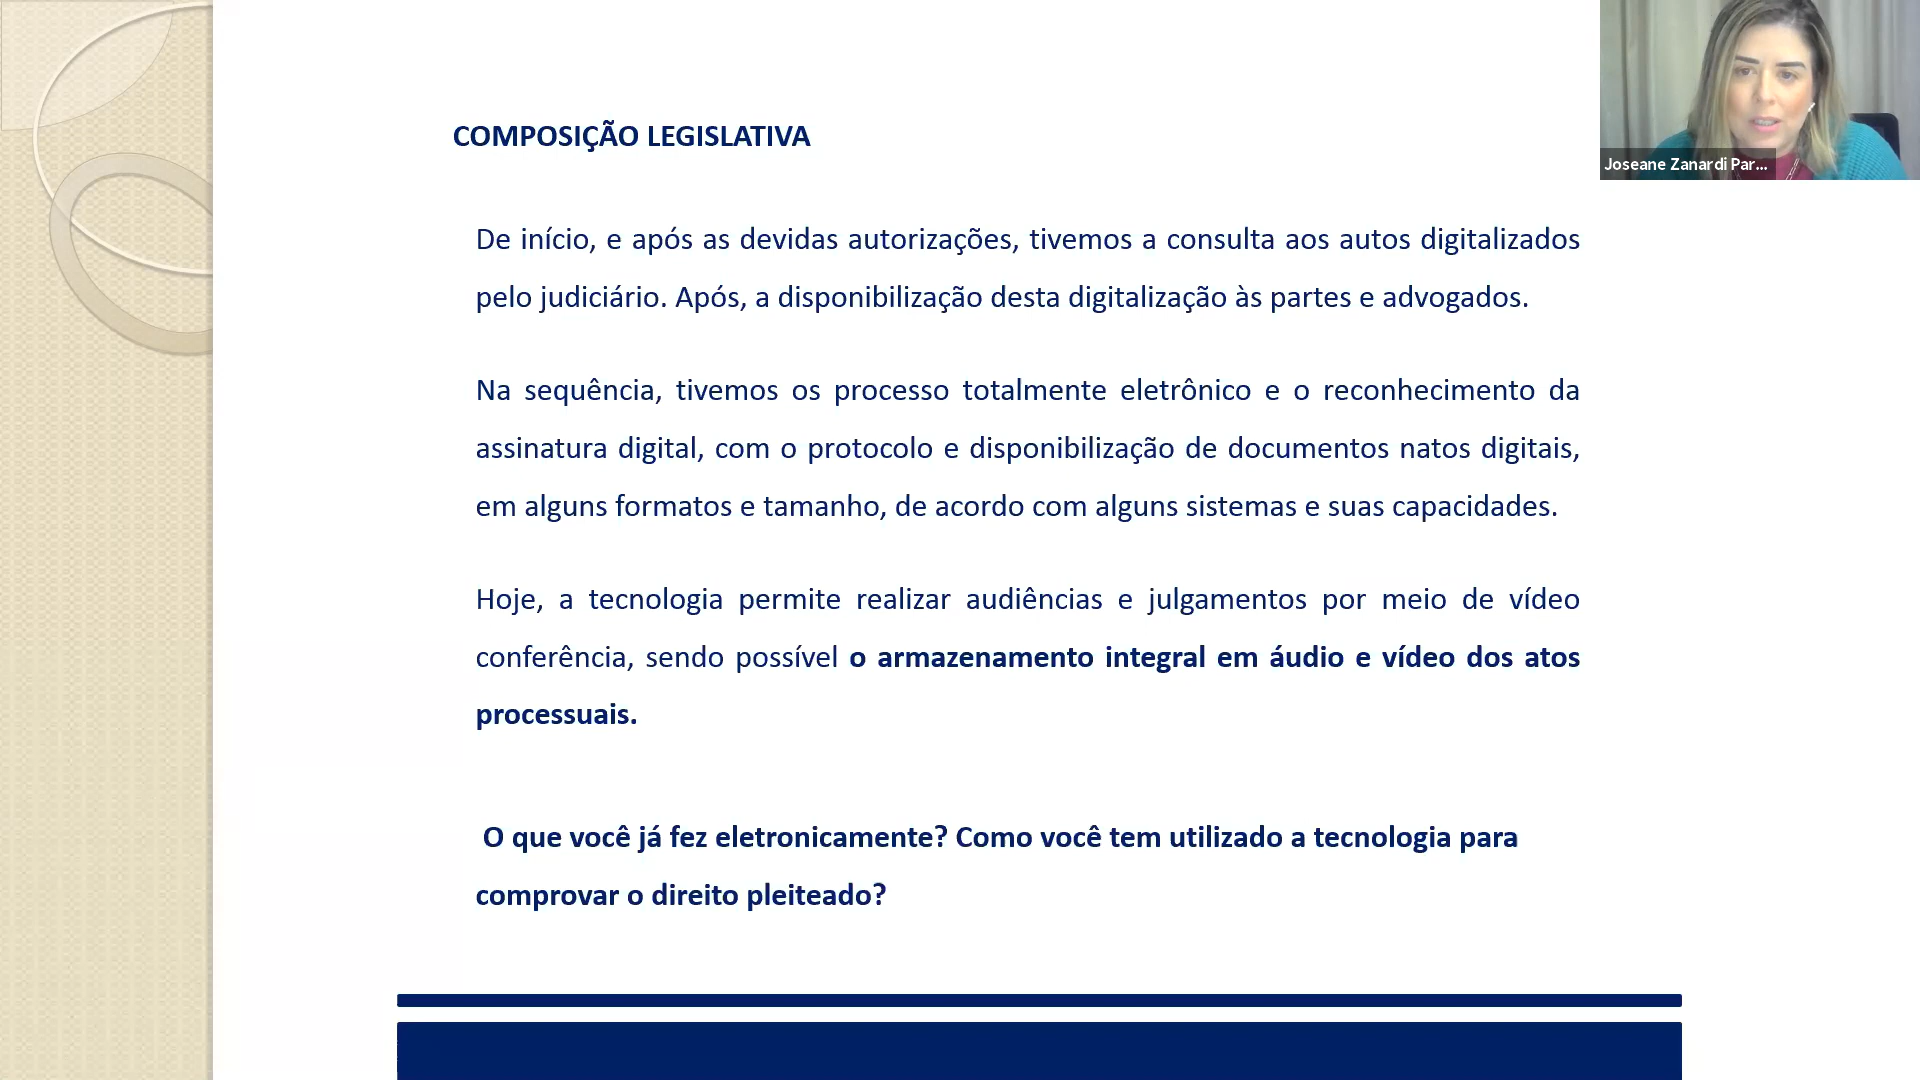 COMPOSIÇÃO LEGISLATIVA
Joseane Zanardi Par...
De início, e após as devidas autorizações, tivemos a consulta aos autos digitalizados
pelo judiciário. Após, a disponibilização desta digitalização às partes e advogados.
Na sequência, tivemos os processo totalmente eletrônico e o reconhecimento da
assinatura digital, com o protocolo e disponibilização de documentos natos digitais,
em alguns formatos e tamanho, de acordo com alguns sistemas e suas capacidades.
Hoje, a tecnologia permite realizar audiências e julgamentos por meio de vídeo
conferência, sendo possível o armazenamento integral em áudio e vídeo dos atos
processuais.
O que você já fez eletronicamente? Como você tem utilizado a tecnologia para
comprovar o direito pleiteado?